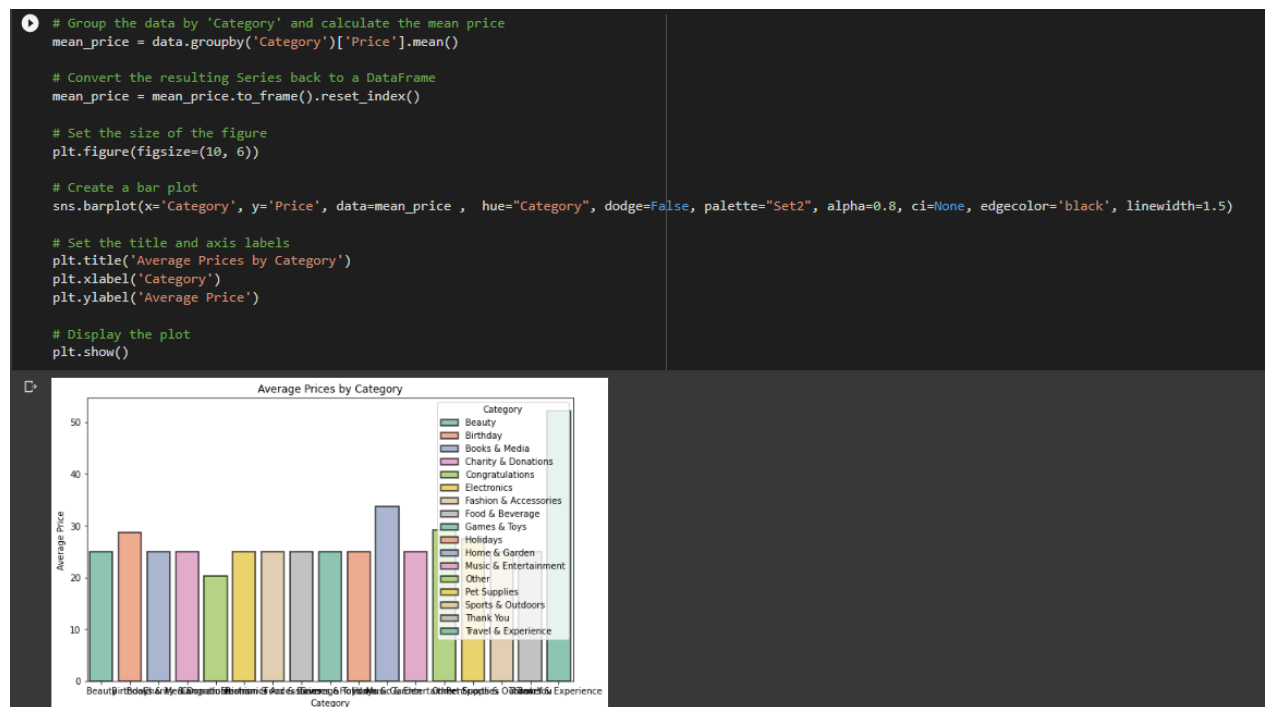 # Group the data by 'Category' and calculate the mean price
mean_price = data.groupby('Category')['Price'].mean()
# Convert the resulting Series back to a DataFrame
mean_price = mean_price.to_frame().reset_index()
# Set the size of the figure
plt.figure(figsize=(10, 6))
# Create a bar plot
sns.barplot(x='Category', y='Price', data=mean_price ,  hue="Category", dodge=False, palette="Set2", alpha=0.8, ci=None, edgecolor='black', linewidth=1.5)
# Set the title and axis labels
plt.title('Average Prices by Category')
plt.xlabel('Category')
plt.ylabel('Average Price')
# Display the plot
plt.show()
Average Prices by Category
Category
Beauty
Birthday
Books & Media
Charity & Donations
Congratulations
Electronics
Fashion & Accessories
Food & Beverage
Games & Toys
Holidays
Home & Garden
Music & Entertainment
Other
Pet Supplies
Sports & Outdoors
Thank You
Travel & Experience
Average Price
50
40
30
20
10
0
Beauty
& Experience
Category